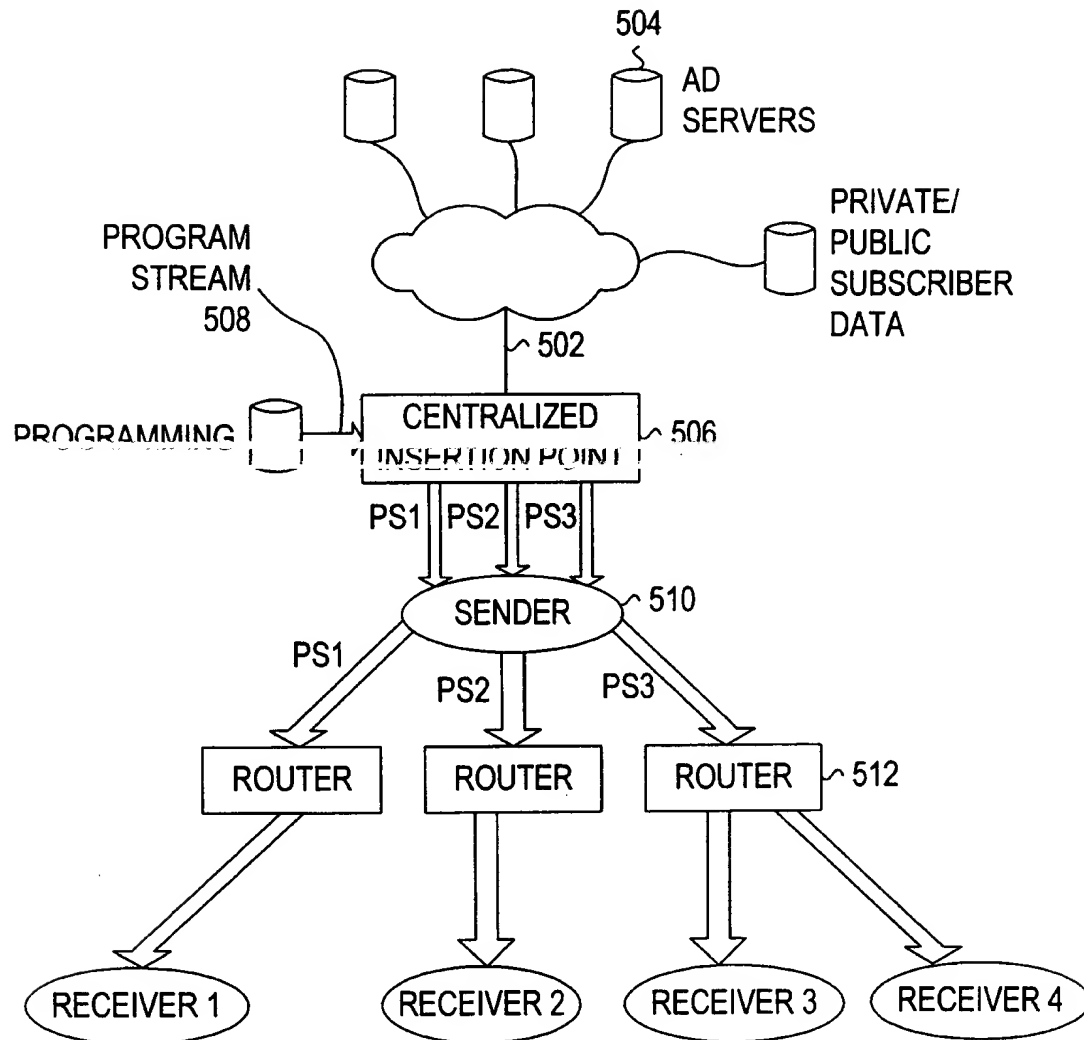 504
AD
SERVERS
PRIVATE/
PUBLIC
SUBSCRIBER
DATA
PROGRAM
STREAM
508
502
PROGRAMMING
CENTRALIZED
INSERTION POINT
506
PS1 PS2 PS3
SENDER
510
PS1
PS2
PS3
ROUTER
ROUTER
ROUTER
512
RECEIVER 1
RECEIVER 2
RECEIVER 3
RECEIVER 4